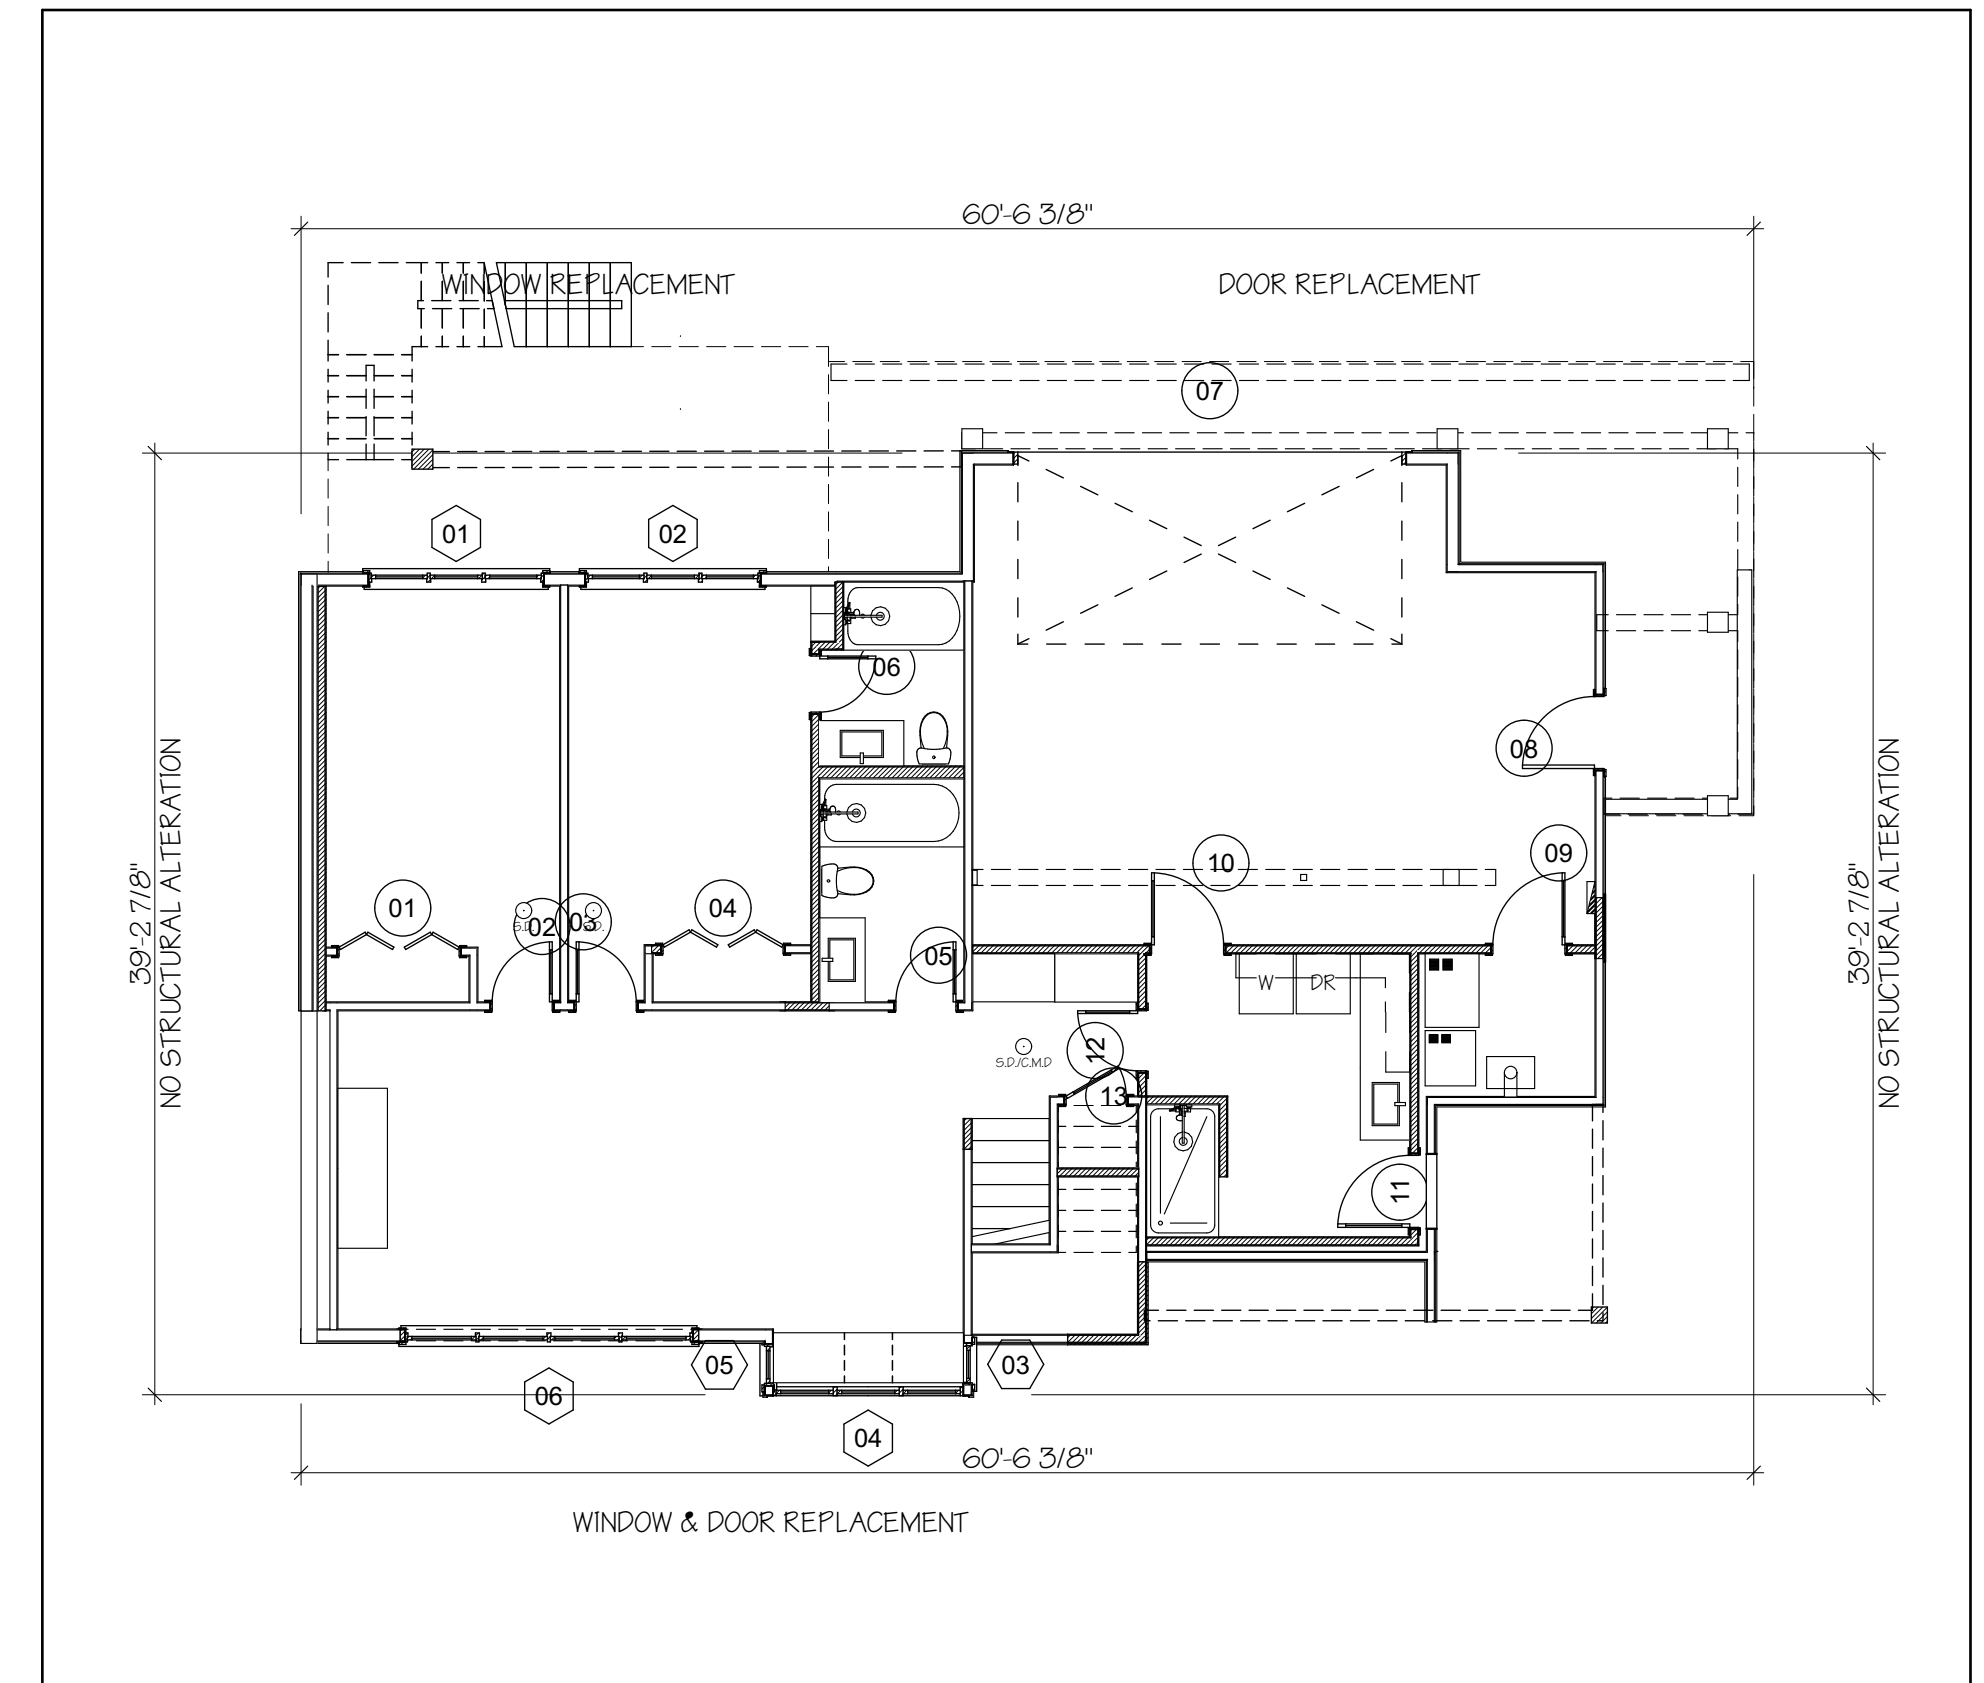 60'-6 3/8"
WINDOW REPLACEMENT
DOOR REPLACEMENT
07
01
02
06
08
NO STRUCTURAL ALTERATION
39'-2 7/8"
39'-2 7/8"
NO STRUCTURAL ALTERATION
10
09
01
02
03
04
S.D.
S.D.
05
W
DR
12
S.D./C.M.D
13
11
05
03
06
04
60'-6 3/8"
WINDOW & DOOR REPLACEMENT